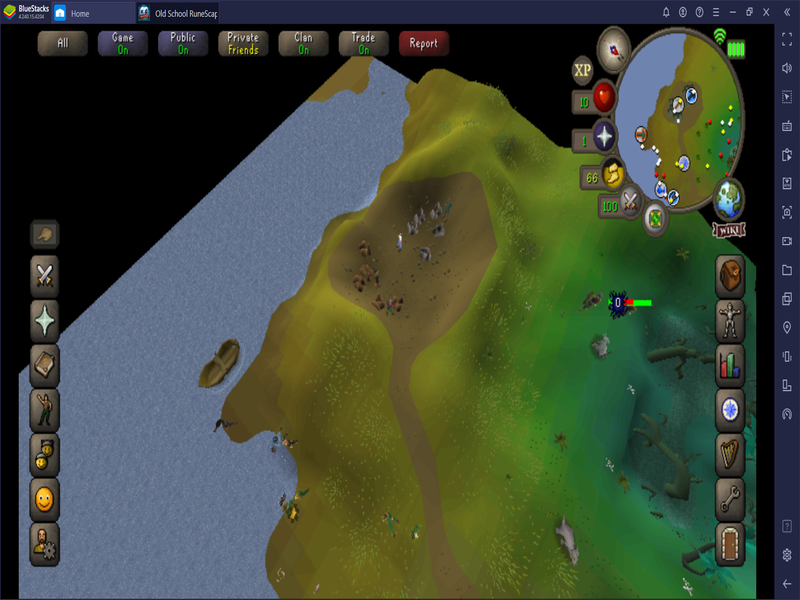 BlueStacks
4.240.15.4204
Home
Old School RuneScap
All
Game
On
Public
On
Private
Friends
Clan
On
Trade
On
Report
XP
10
1
66
100
WIKI
0